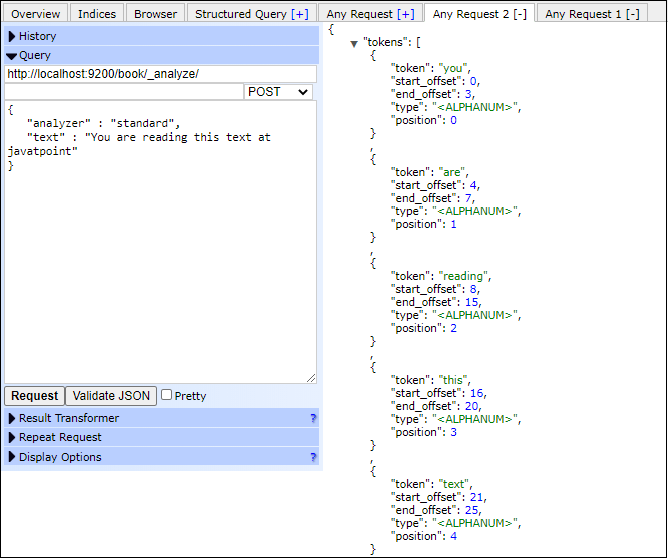 Overview Indices Browser Structured Query [+] Any Request [+] Any Request 2 [-] Any Request 1 [-]
History
Query
http://localhost:9200/book/_analyze/
POST
{
"analyzer" : "standard",
"text" : "You are reading this text at
javatpoint"
}
Request Validate JSON Pretty
Result Transformer ?
Repeat Request
Display Options ?
{
"tokens": [
{
"token": "you",
"start_offset": 0,
"end_offset": 3,
"type": "<ALPHANUM>",
"position": 0
}
,
{
"token": "are",
"start_offset": 4,
"end_offset": 7,
"type": "<ALPHANUM>",
"position": 1
}
,
{
"token": "reading",
"start_offset": 8,
"end_offset": 15,
"type": "<ALPHANUM>",
"position": 2
}
,
{
"token": "this",
"start_offset": 16,
"end_offset": 20,
"type": "<ALPHANUM>",
"position": 3
}
,
{
"token": "text",
"start_offset": 21,
"end_offset": 25,
"type": "<ALPHANUM>",
"position": 4
}